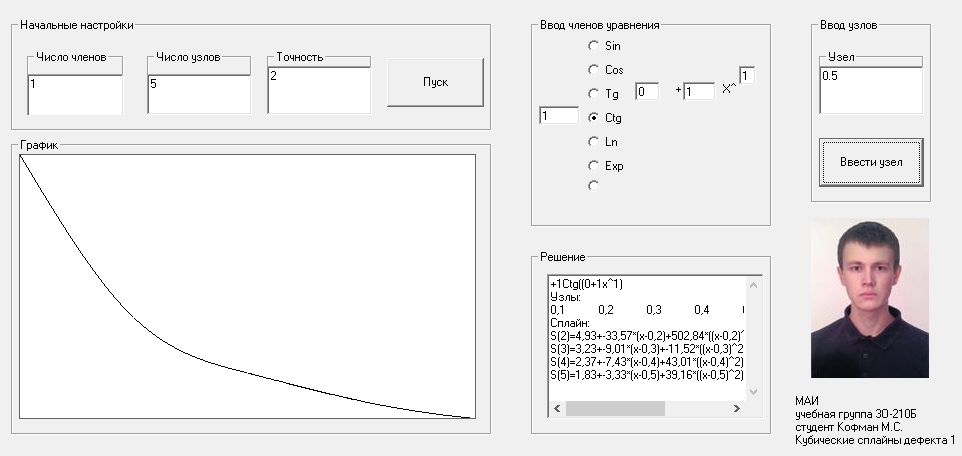 Начальные настройки
Число членов
1
Число узлов
5
Точность
2
Пуск
График
Ввод членов уравнения
Sin
Cos
Tg
Ctg
Ln
Exp
1
0 + 1 X^ 1
Решение
+1Ctg((0+1x^1)
Узлы:
0,1 0,2 0,3 0,4
Сплайн:
S(2)=4,93+-33,57*(x-0,2)+502,84*((x-0,2)^
S(3)=3,23+-9,01*(x-0,3)+-11,52*((x-0,3)^2
S(4)=2,37+-7,43*(x-0,4)+43,01*((x-0,4)^2)
S(5)=1,83+-3,33*(x-0,5)+39,16*((x-0,5)^2)
Ввод узлов
Узел
0.5
Ввести узел
МАИ
учебная группа 3О-210Б
студент Кофман М.С.
Кубические сплайны дефекта 1